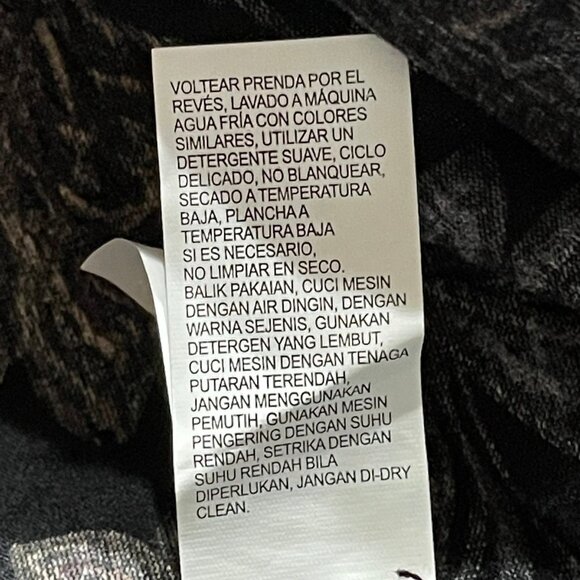 VOLTEAR PRENDA POR EL
REVÉS, LAVADO A MÁQUINA
AGUA FRÍA CON COLORES
SIMILARES, UTILIZAR UN
DETERGENTE SUAVE, CICLO
DELICADO, NO BLANQUEAR,
SECADO A TEMPERATURA
BAJA, PLANCHA A
TEMPERATURA BAJA
SI ES NECESARIO,
NO LIMPIAR EN SECO.
BALIK PAKAIAN, CUCI MESIN
DENGAN AIR DINGIN, DENGAN
WARNA SEJENIS, GUNAKAN
DETERGEN YANG LEMBUT,
CUCI MESIN DENGAN TENAGA
PUTARAN TERENDAH,
JANGAN MENGGUNAKAN
PEMUTIH, GUNAKAN MESIN
PENGERING DENGAN SUHU
RENDAH, SETRIKA DENGAN
SUHU RENDAH BILA
DIPERLUKAN, JANGAN DI-DRY
CLEAN.